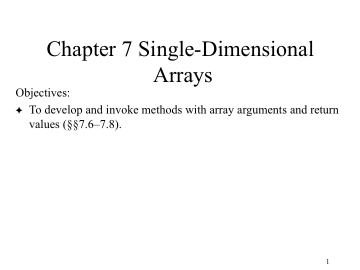 Chapter 7 Single-Dimensional
Arrays
Objectives:
✦ To develop and invoke methods with array arguments and return
values (§§7.6–7.8).
1